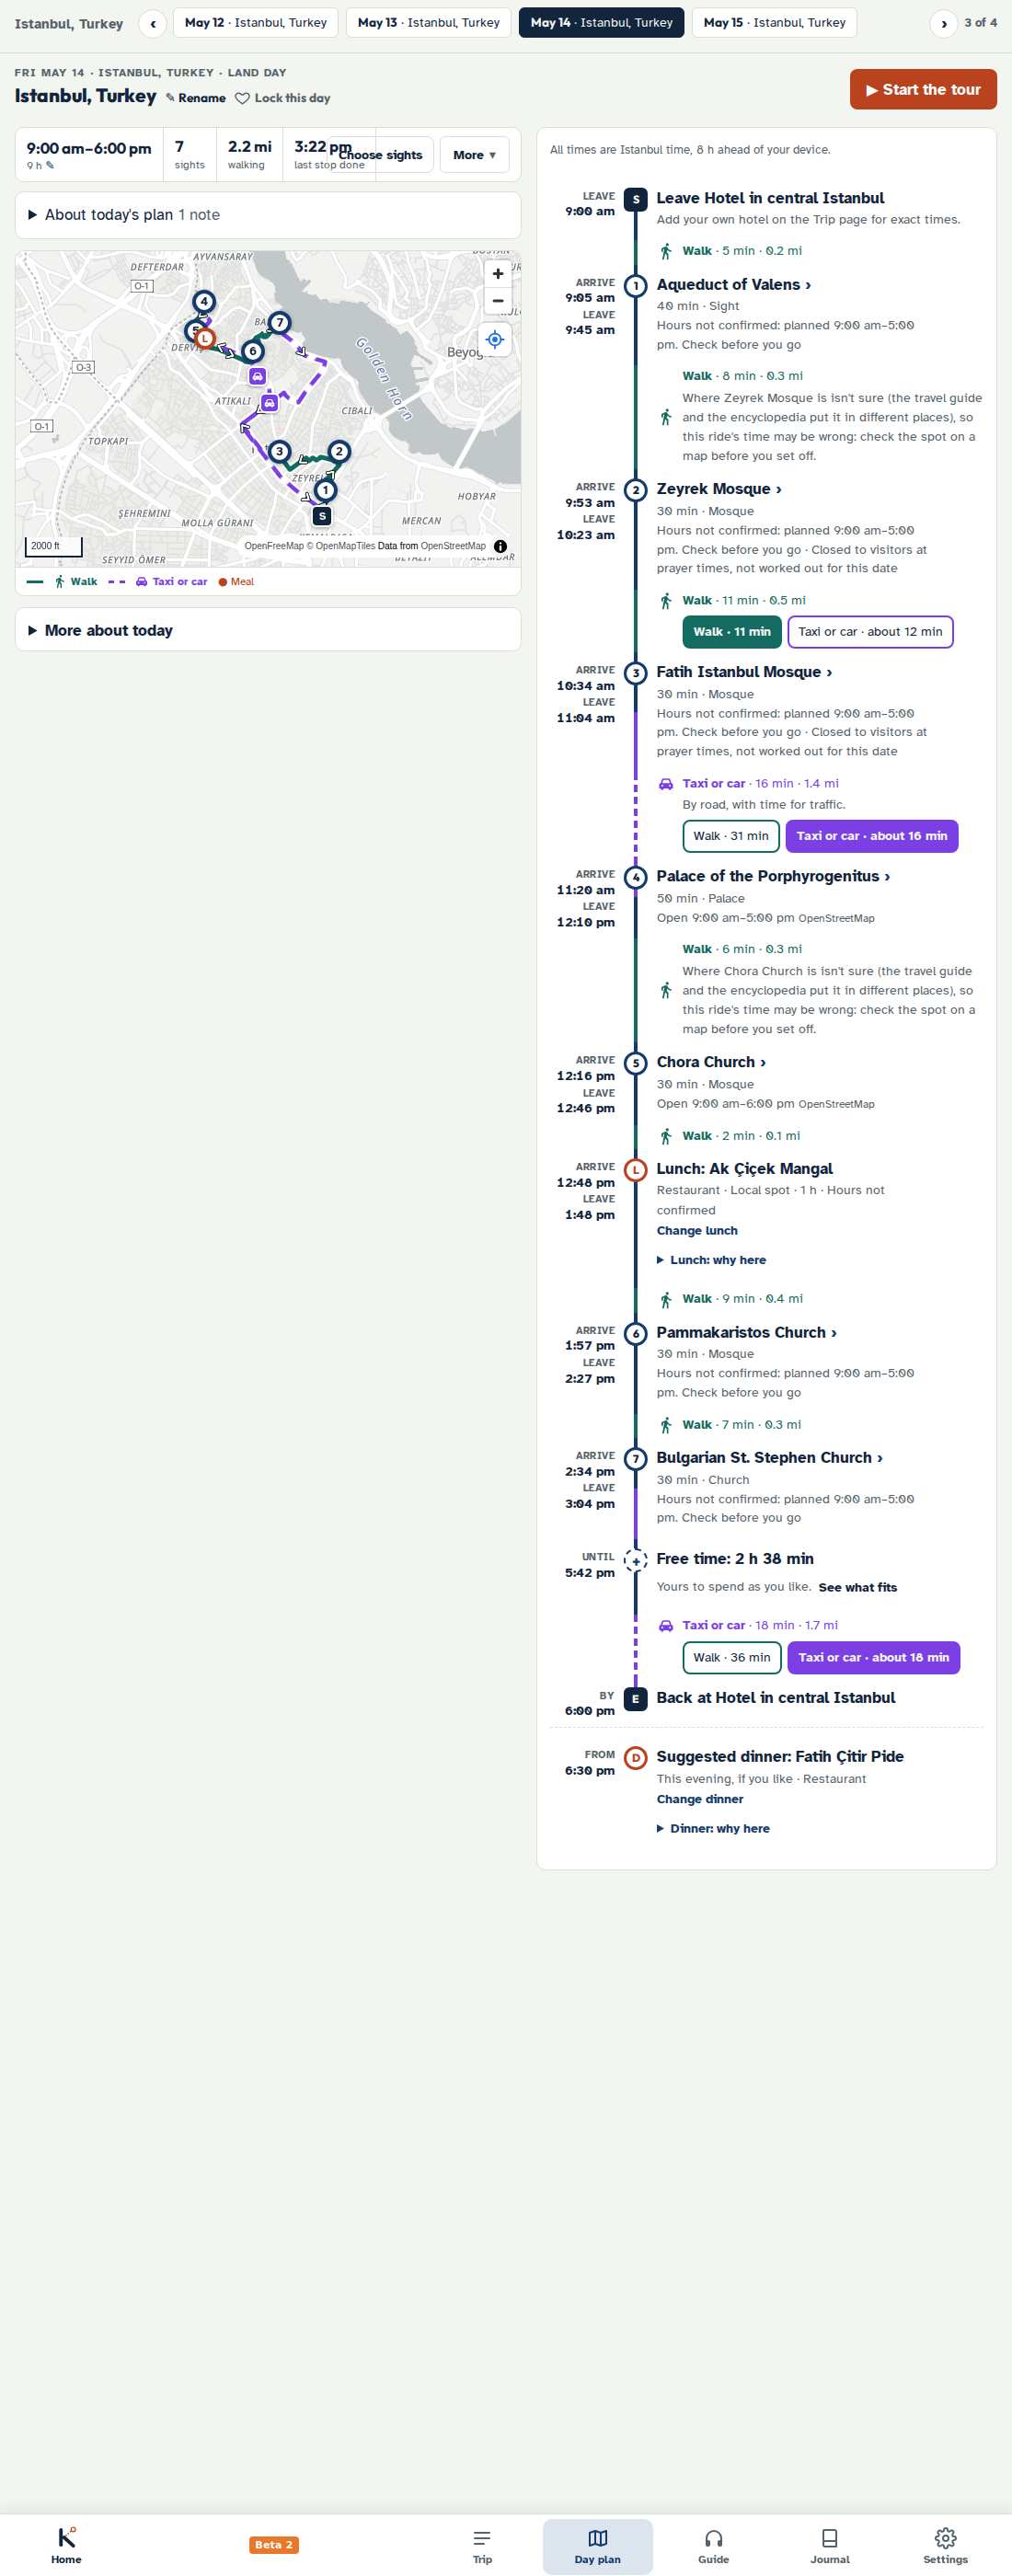 Istanbul, Turkey
‹
May 12 · Istanbul, Turkey
May 13 · Istanbul, Turkey
May 14 · Istanbul, Turkey
May 15 · Istanbul, Turkey
›
3 of 4
FRI MAY 14 · ISTANBUL, TURKEY · LAND DAY
Istanbul, Turkey
✎ Rename
Lock this day
▶ Start the tour
9:00 am–6:00 pm
9 h ✎
7
sights
2.2 mi
walking
3:22 pm
last stop done
Choose sights
More ▾
▶ About today's plan 1 note
AYVANSARAY
DEFTERDAR
O-1
4
7
5
L
6
O-3
ATIKALI
CIBALI
Golden Horn
O-1
TOPKAPI
3
2
1
S
HOBYAR
ŞEHREMINI
MOLLA GÜRANI
MERCAN
SEYYID ÖMER
2000 ft
OpenFreeMap © OpenMapTiles Data from OpenStreetMap
+
−
Walk
Taxi or car
Meal
▶ More about today
All times are Istanbul time, 8 h ahead of your device.
LEAVE
9:00 am
S
Leave Hotel in central Istanbul
Add your own hotel on the Trip page for exact times.
Walk · 5 min · 0.2 mi
ARRIVE
9:05 am
LEAVE
9:45 am
1
Aqueduct of Valens ›
40 min · Sight
Hours not confirmed: planned 9:00 am–5:00
pm. Check before you go
Walk · 8 min · 0.3 mi
Where Zeyrek Mosque is isn't sure (the travel guide
and the encyclopedia put it in different places), so
this ride's time may be wrong: check the spot on a
map before you set off.
ARRIVE
9:53 am
LEAVE
10:23 am
2
Zeyrek Mosque ›
30 min · Mosque
Hours not confirmed: planned 9:00 am–5:00
pm. Check before you go · Closed to visitors at
prayer times, not worked out for this date
Walk · 11 min · 0.5 mi
Walk · 11 min
Taxi or car · about 12 min
ARRIVE
10:34 am
LEAVE
11:04 am
3
Fatih Istanbul Mosque ›
30 min · Mosque
Hours not confirmed: planned 9:00 am–5:00
pm. Check before you go · Closed to visitors at
prayer times, not worked out for this date
Taxi or car · 16 min · 1.4 mi
By road, with time for traffic.
Walk · 31 min
Taxi or car · about 16 min
ARRIVE
11:20 am
LEAVE
12:10 pm
4
Palace of the Porphyrogenitus ›
50 min · Palace
Open 9:00 am–5:00 pm OpenStreetMap
Walk · 6 min · 0.3 mi
Where Chora Church is isn't sure (the travel guide
and the encyclopedia put it in different places), so
this ride's time may be wrong: check the spot on a
map before you set off.
ARRIVE
12:16 pm
LEAVE
12:46 pm
5
Chora Church ›
30 min · Mosque
Open 9:00 am–6:00 pm OpenStreetMap
Walk · 2 min · 0.1 mi
ARRIVE
12:48 pm
LEAVE
1:48 pm
L
Lunch: Ak Çiçek Mangal
Restaurant · Local spot · 1 h · Hours not
confirmed
Change lunch
▶ Lunch: why here
Walk · 9 min · 0.4 mi
ARRIVE
1:57 pm
LEAVE
2:27 pm
6
Pammakaristos Church ›
30 min · Mosque
Hours not confirmed: planned 9:00 am–5:00
pm. Check before you go
Walk · 7 min · 0.3 mi
ARRIVE
2:34 pm
LEAVE
3:04 pm
7
Bulgarian St. Stephen Church ›
30 min · Church
Hours not confirmed: planned 9:00 am–5:00
pm. Check before you go
UNTIL
5:42 pm
+
Free time: 2 h 38 min
Yours to spend as you like. See what fits
Taxi or car · 18 min · 1.7 mi
Walk · 36 min
Taxi or car · about 18 min
BY
6:00 pm
E
Back at Hotel in central Istanbul
FROM
6:30 pm
D
Suggested dinner: Fatih Çitir Pide
This evening, if you like · Restaurant
Change dinner
▶ Dinner: why here
Home
Beta 2
Trip
Day plan
Guide
Journal
Settings